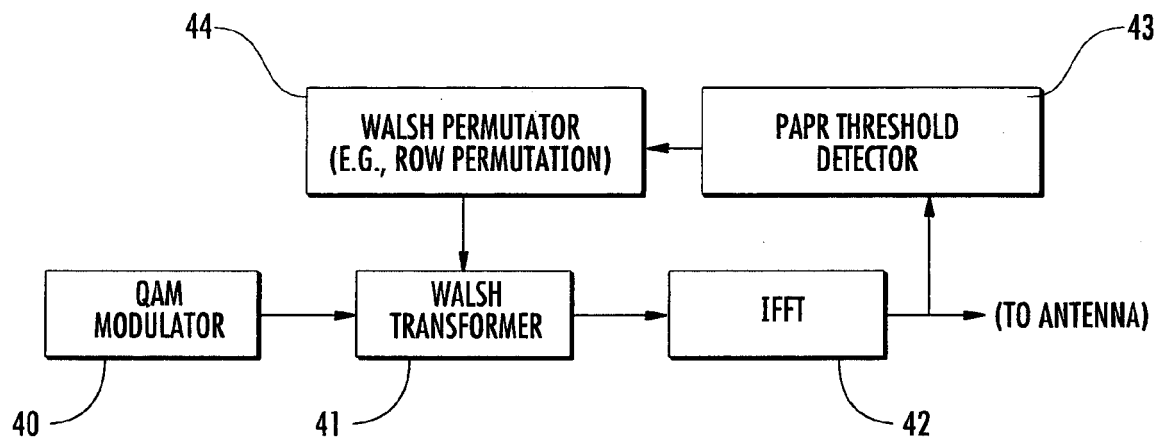 44
43
WALSH PERMUTATOR
(E.G., ROW PERMUTATION)
PAPR THRESHOLD
DETECTOR
QAM
MODULATOR
WALSH
TRANSFORMER
IFFT
(TO ANTENNA)
40
41
42